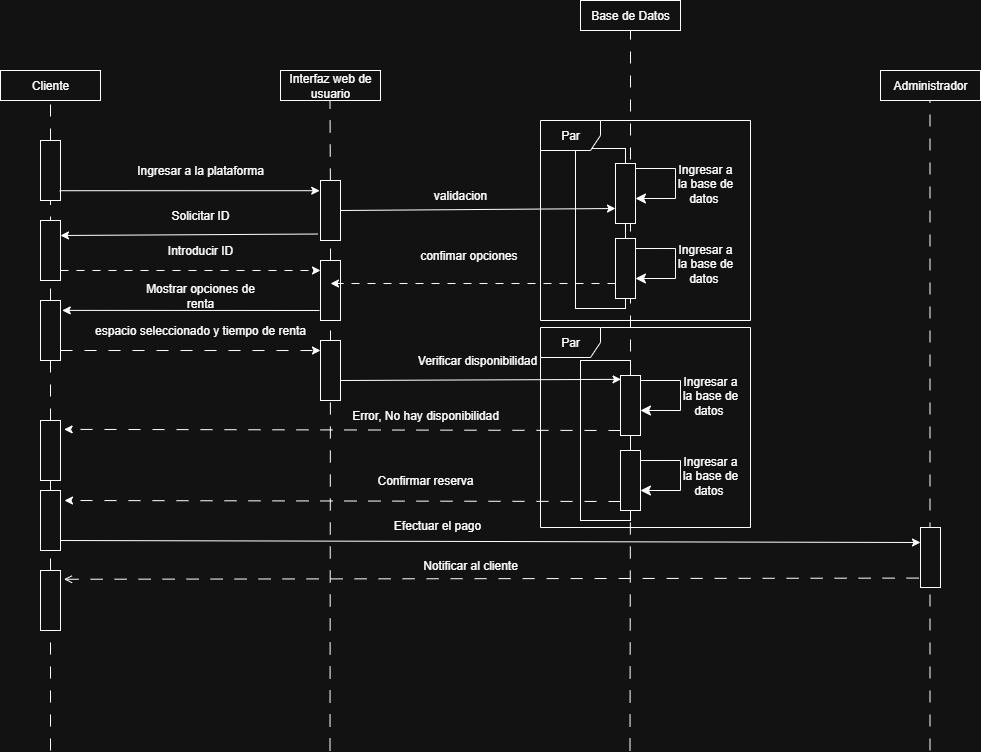 Base de Datos
Cliente
Interfaz web de
usuario
Administrador
Par
Ingresar a la plataforma
Ingresar a
la base de
datos
validacion
Solicitar ID
Introducir ID
confimar opciones
Ingresar a
la base de
datos
Mostrar opciones de
renta
espacio seleccionado y tiempo de renta
Par
Verificar disponibilidad
Ingresar a
la base de
datos
Error, No hay disponibilidad
Confirmar reserva
Ingresar a
la base de
datos
Efectuar el pago
Notificar al cliente